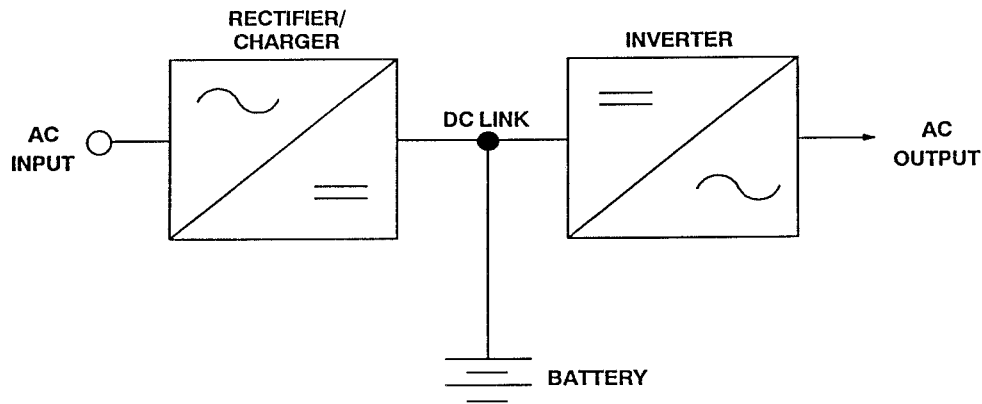 RECTIFIER/
CHARGER
INVERTER
DC LINK
AC
INPUT
AC
OUTPUT
BATTERY